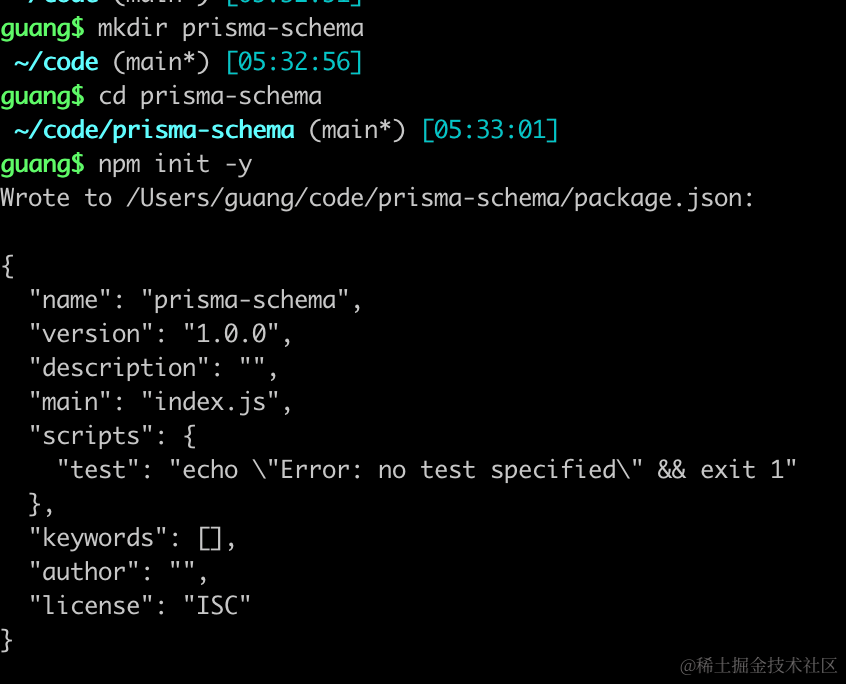 ~/code (main*) [05:32:51]
guang$ mkdir prisma-schema
~/code (main*) [05:32:56]
guang$ cd prisma-schema
~/code/prisma-schema (main*) [05:33:01]
guang$ npm init -y
Wrote to /Users/guang/code/prisma-schema/package.json:
{
"name": "prisma-schema",
"version": "1.0.0",
"description": "",
"main": "index.js",
"scripts": {
"test": "echo \"Error: no test specified\" && exit 1"
},
"keywords": [],
"author": "",
"license": "ISC"
}
@稀土掘金技术社区